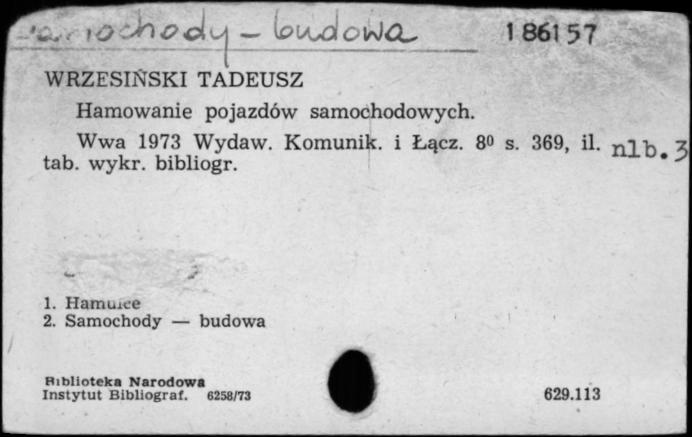 Samochody - budowa 186157
WRZESIŃSKI TADEUSZ
Hamowanie pojazdów samochodowych.
Wwa 1973 Wydaw. Komunik. i Łącz. 8⁰ s. 369, il. nlb. 3
tab. wykr. bibliogr.
1. Hamulce
2. Samochody — budowa
Biblioteka Narodowa
Instytut Bibliograf. 6258/73 629.113